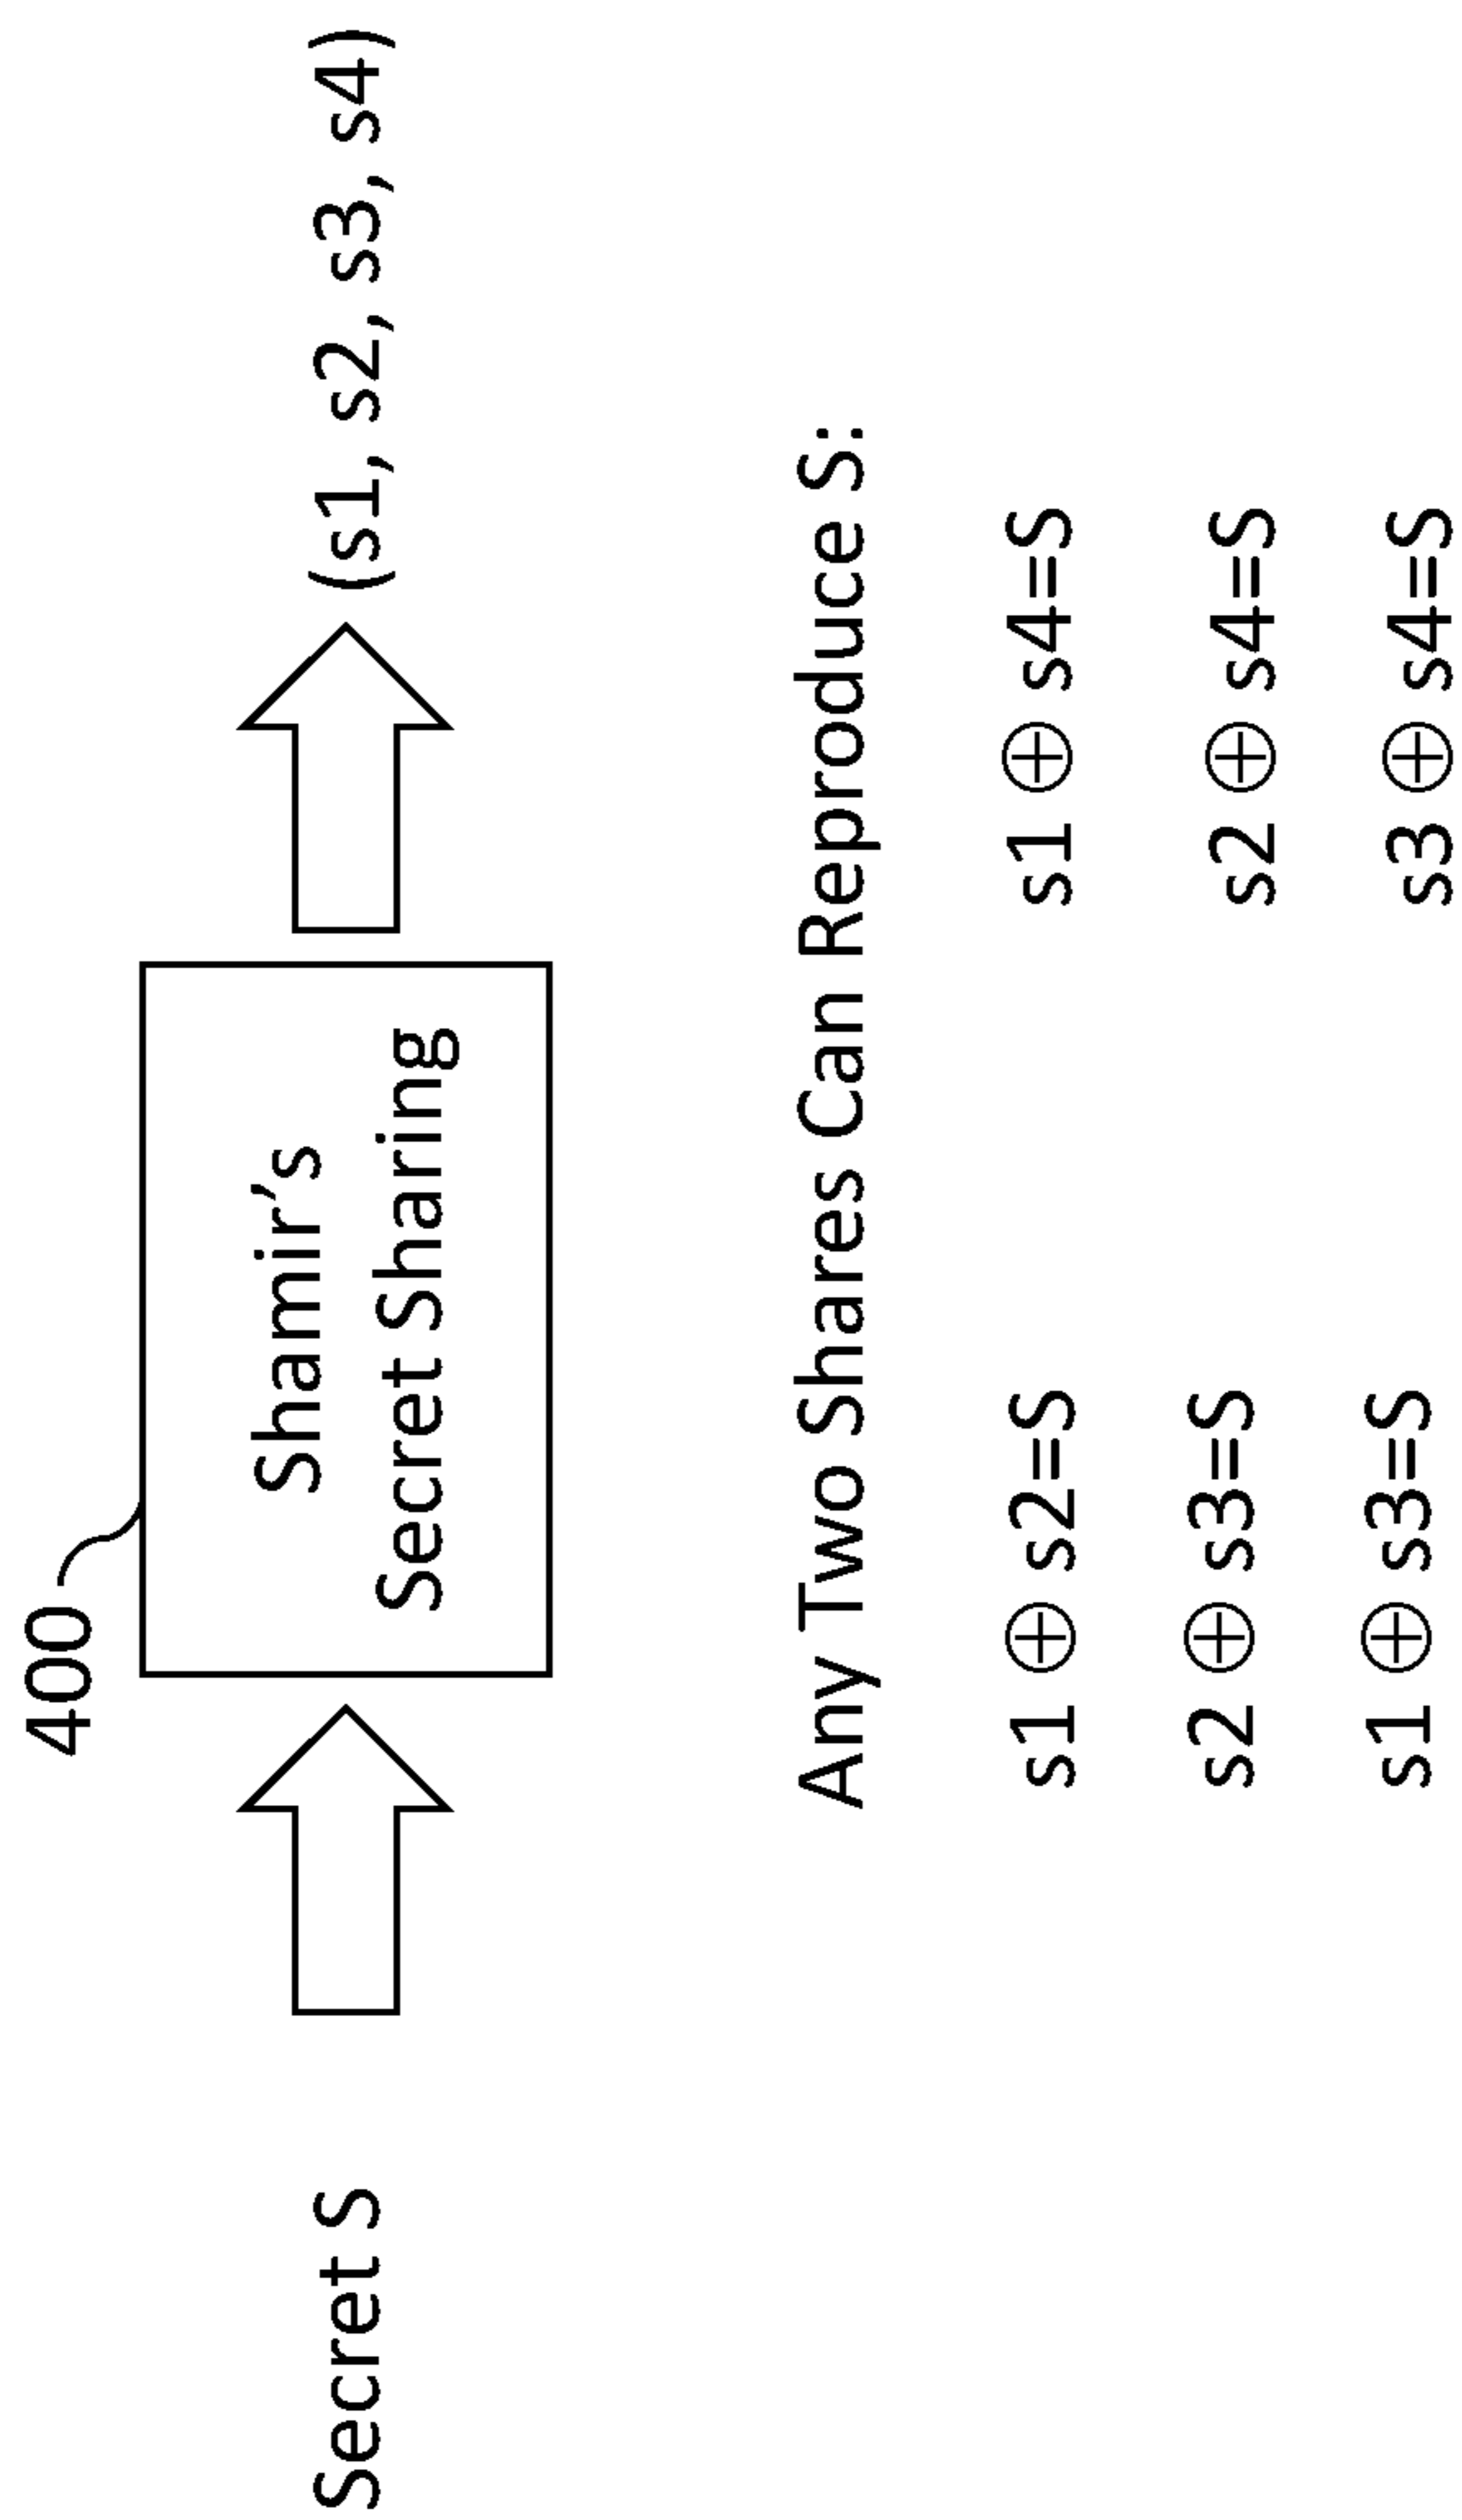 400
Secret S
Shamir’s
Secret Sharing
(s1, s2, s3, s4)
Any Two Shares Can Reproduce S:
s1 ⊕ s2=S
s2 ⊕ s3=S
s1 ⊕ s3=S
s1 ⊕ s4=S
s2 ⊕ s4=S
s3 ⊕ s4=S